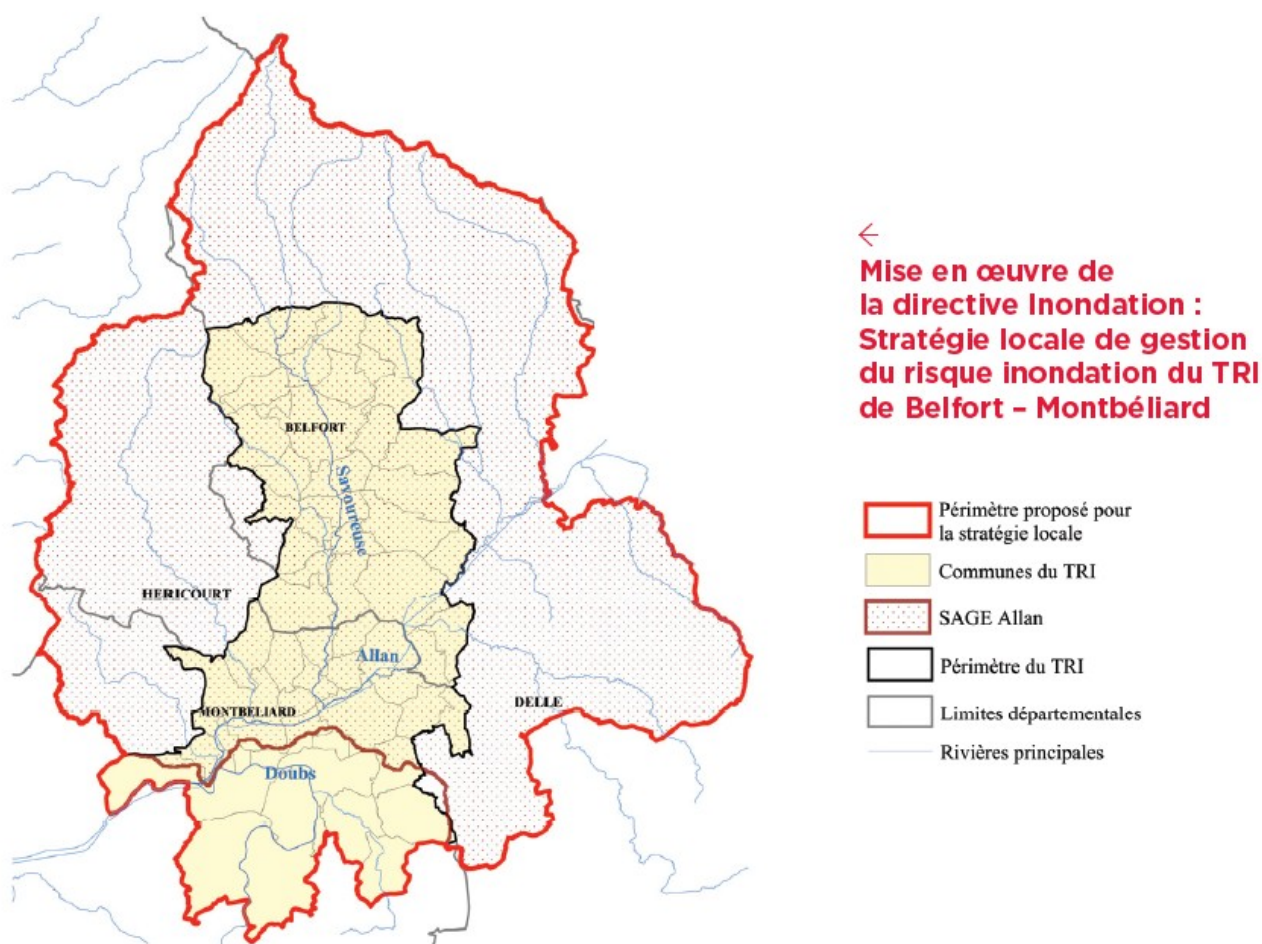 BELFORT
Savoureuse
HERICOURT
Allan
MONTBELIARD
DELLE
Doubs
←
Mise en œuvre de
la directive Inondation :
Stratégie locale de gestion
du risque inondation du TRI
de Belfort – Montbéliard
Périmètre proposé pour
la stratégie locale
Communes du TRI
SAGE Allan
Périmètre du TRI
Limites départementales
Rivières principales